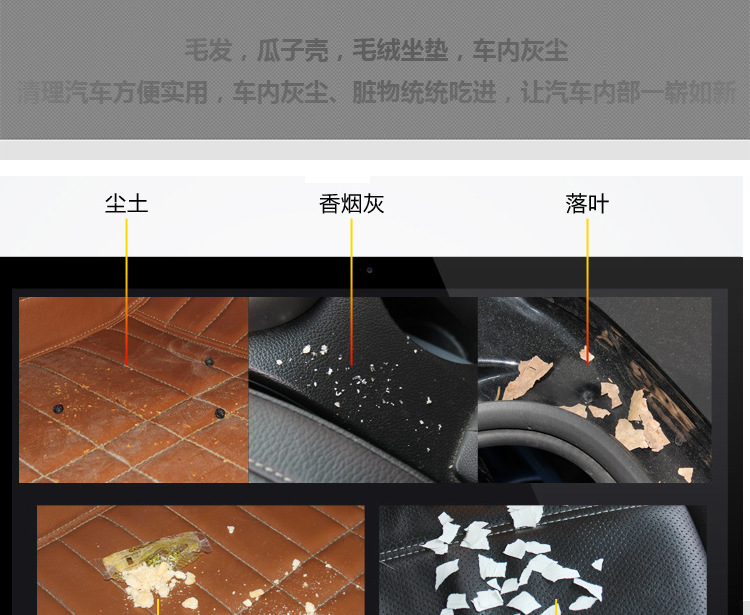 毛发，瓜子壳，毛绒坐垫，车内灰尘
清理汽车方便实用，车内灰尘、脏物统统吃进，让汽车内部一崭如新
尘土
香烟灰
落叶